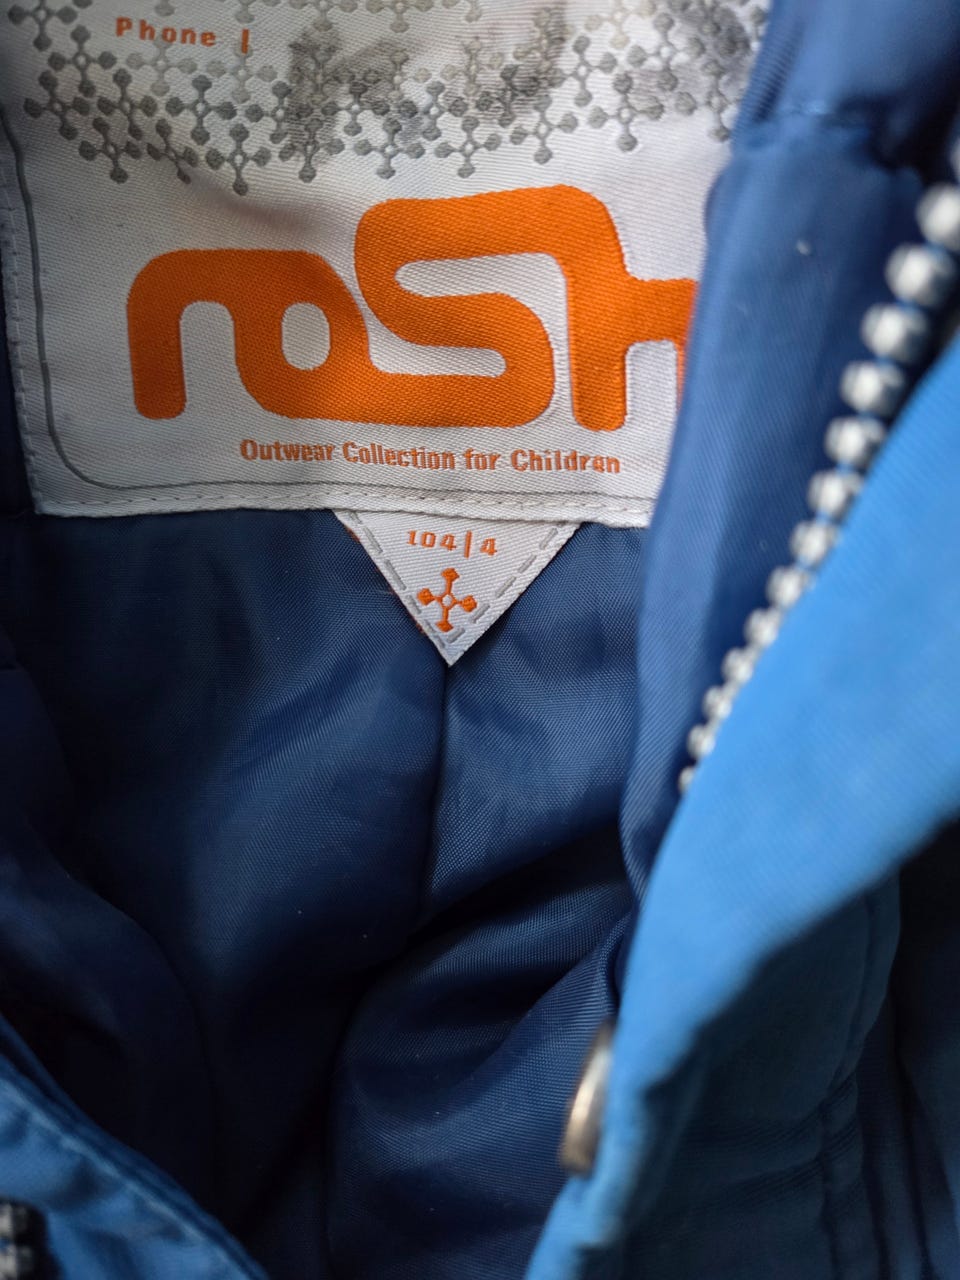 Phone |
nosh
Outwear Collection for Children
104|4